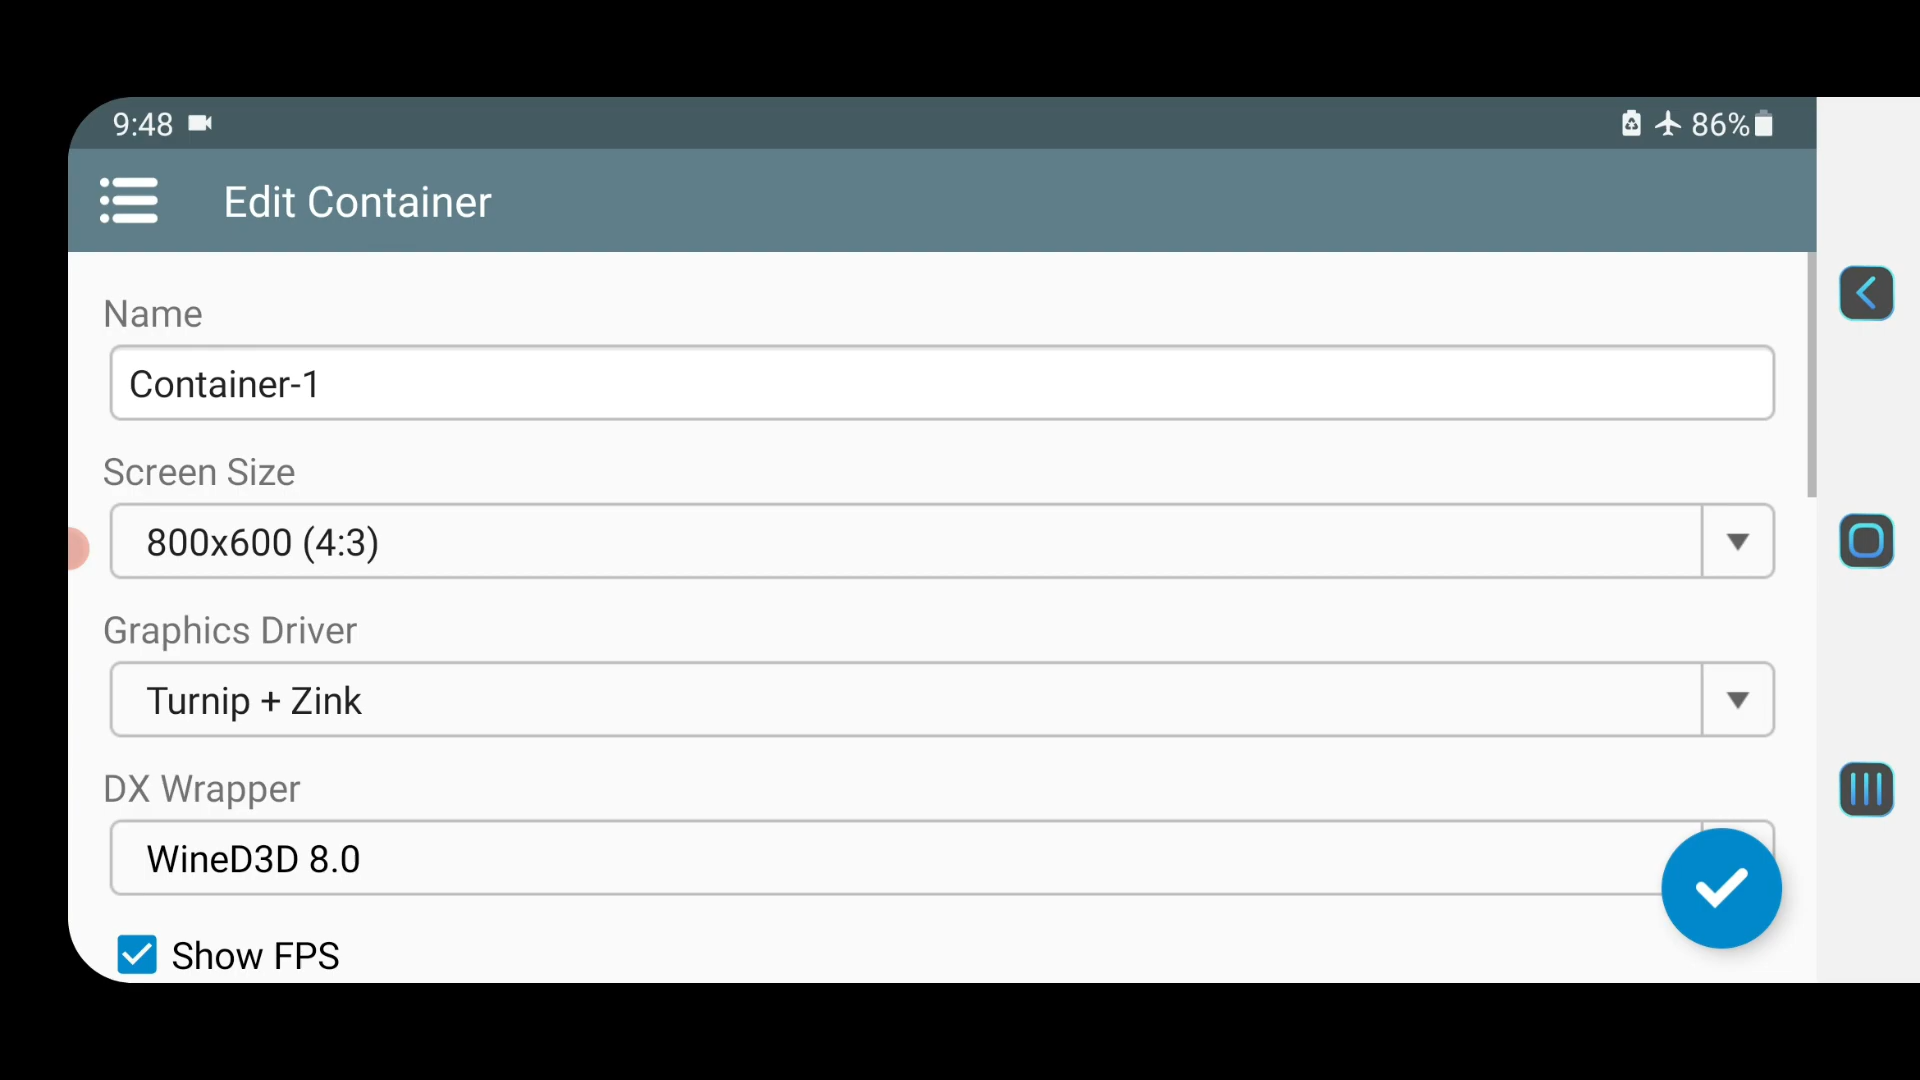 9:48
86%
Edit Container
Name
Container-1
Screen Size
800x600 (4:3)
Graphics Driver
Turnip + Zink
DX Wrapper
WineD3D 8.0
Show FPS